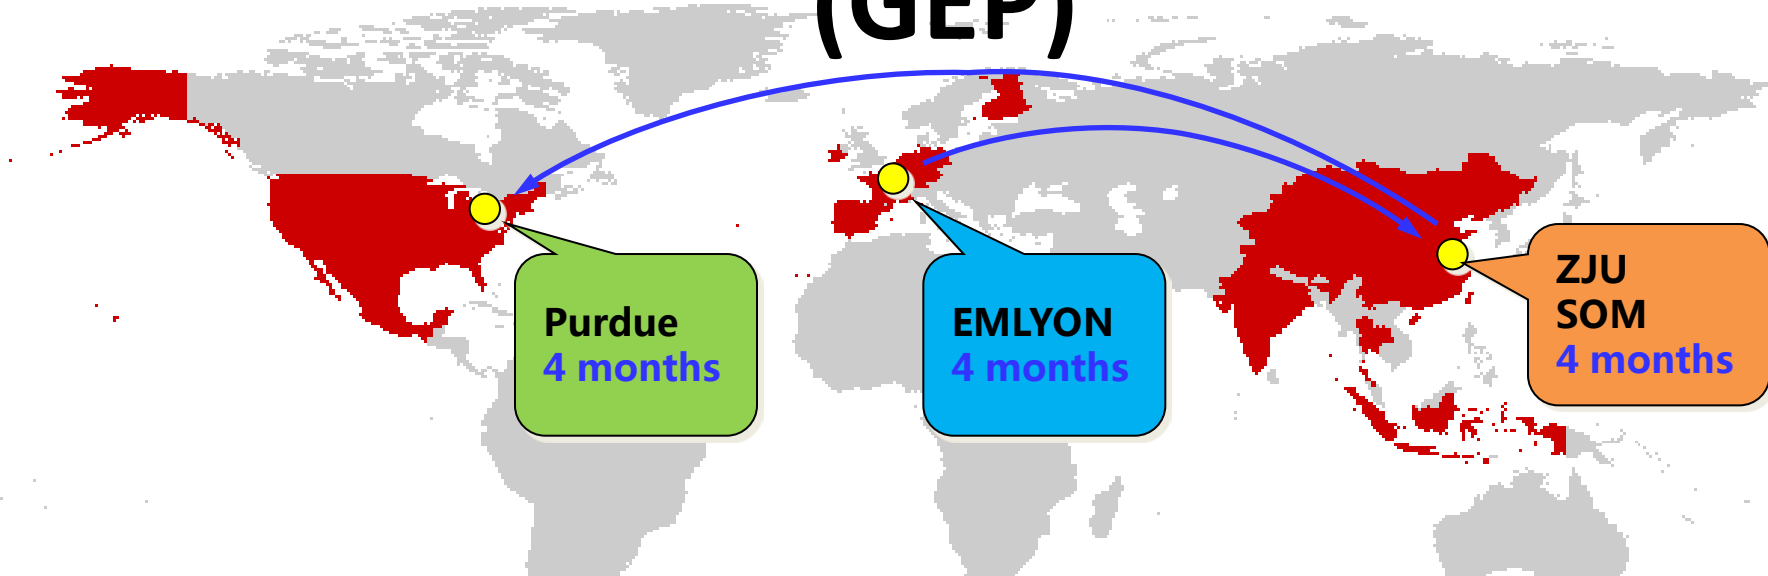 (GEP)
Purdue
4 months
EMLYON
4 months
ZJU
SOM
4 months